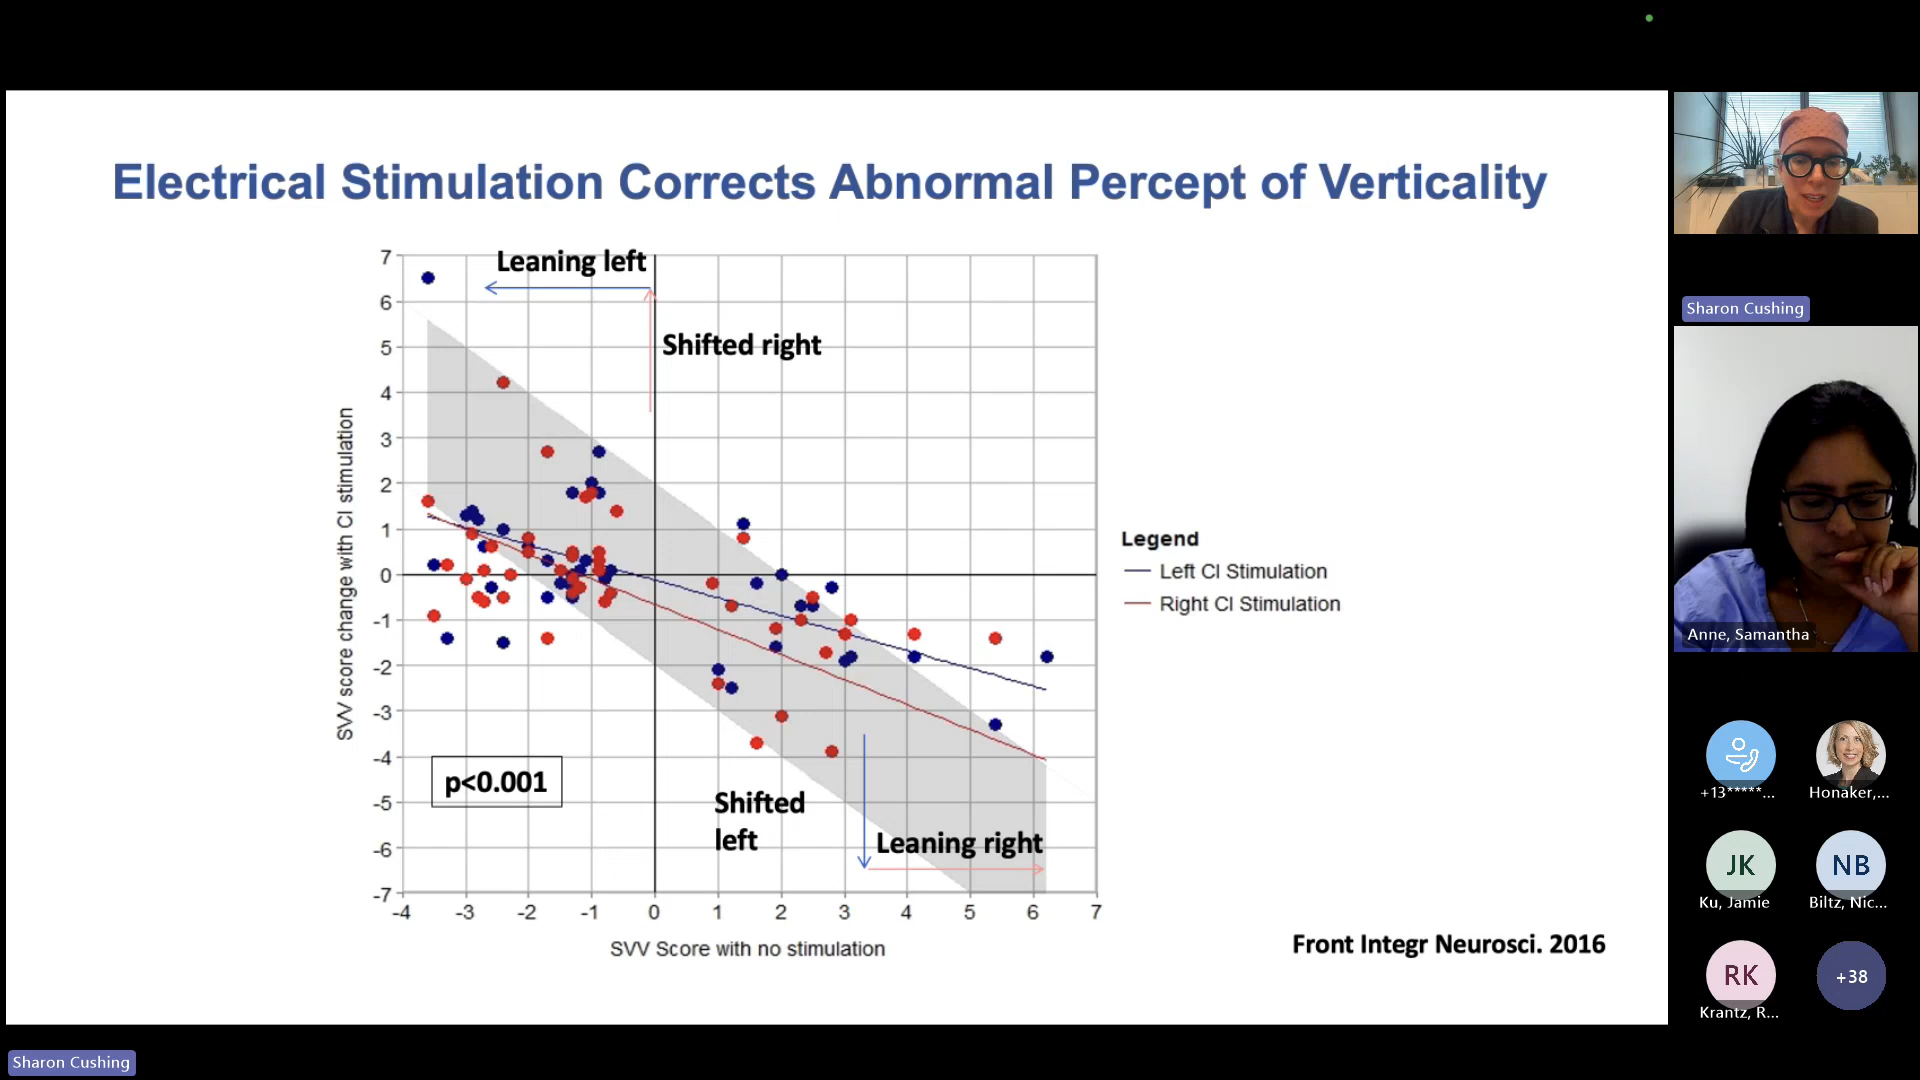 Electrical Stimulation Corrects Abnormal Percept of Verticality
Leaning left
Shifted right
SVV score change with CI stimulation
7
6
5
4
3
2
1
0
-1
-2
-3
-4
-5
-6
-7
p<0.001
Shifted
left
Leaning right
-4 -3 -2 -1 0 1 2 3 4 5 6 7
SVV Score with no stimulation
Legend
Left CI Stimulation
Right CI Stimulation
Front Integr Neurosci. 2016
Sharon Cushing
Sharon Cushing
Anne, Samantha
+13*****...
Honaker,...
JK
Ku, Jamie
NB
Biltz, Nic...
RK
Krantz, R...
+38